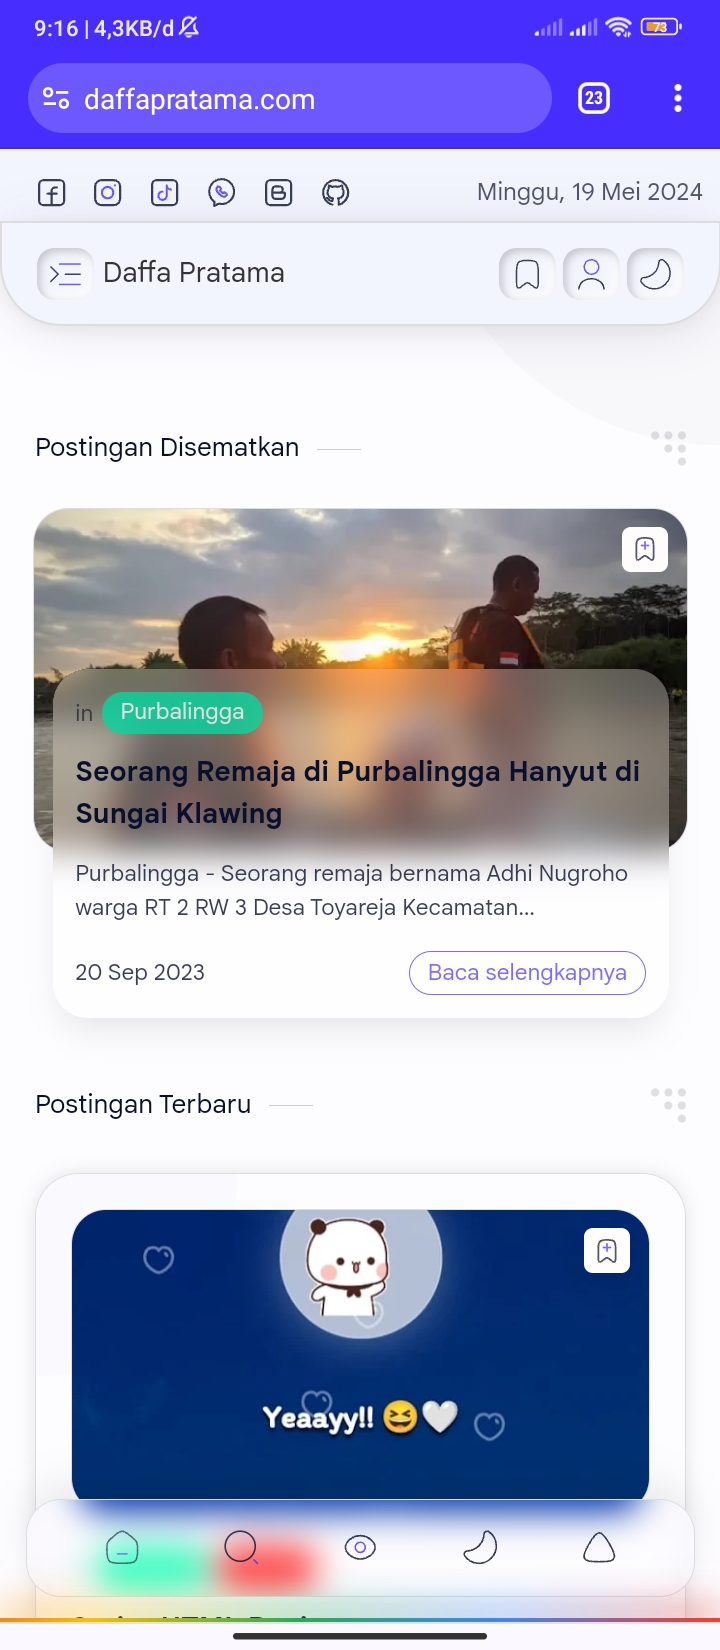 9:16 | 4,3KB/d
73
daffapratama.com
23
Minggu, 19 Mei 2024
Daffa Pratama
Postingan Disematkan
in Purbalingga
Seorang Remaja di Purbalingga Hanyut di
Sungai Klawing
Purbalingga - Seorang remaja bernama Adhi Nugroho
warga RT 2 RW 3 Desa Toyareja Kecamatan...
20 Sep 2023
Baca selengkapnya
Postingan Terbaru
Yeaayy!! 😆🤍